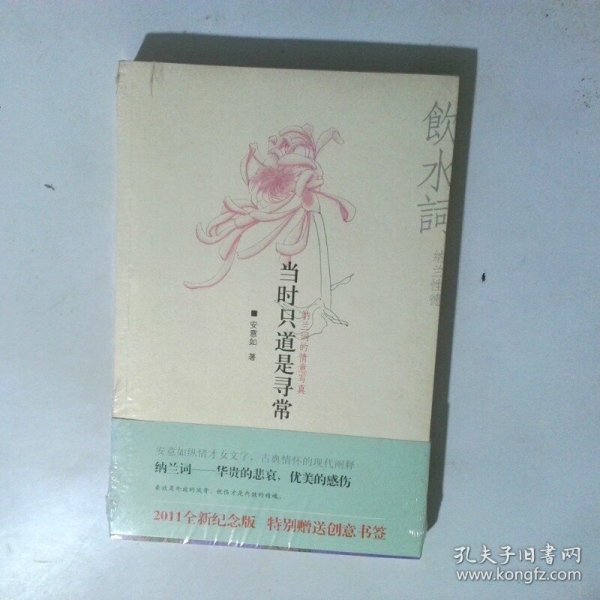 飲水詞
纳兰性德
当时只道是寻常
纳兰词的情意写真
■安意如 著
安意如纵情才女文字，古典情怀的现代阐释
纳兰词——华贵的悲哀，优美的感伤
2011全新纪念版 特别赠送创意书签
孔夫子旧书网
www.kongfz.com